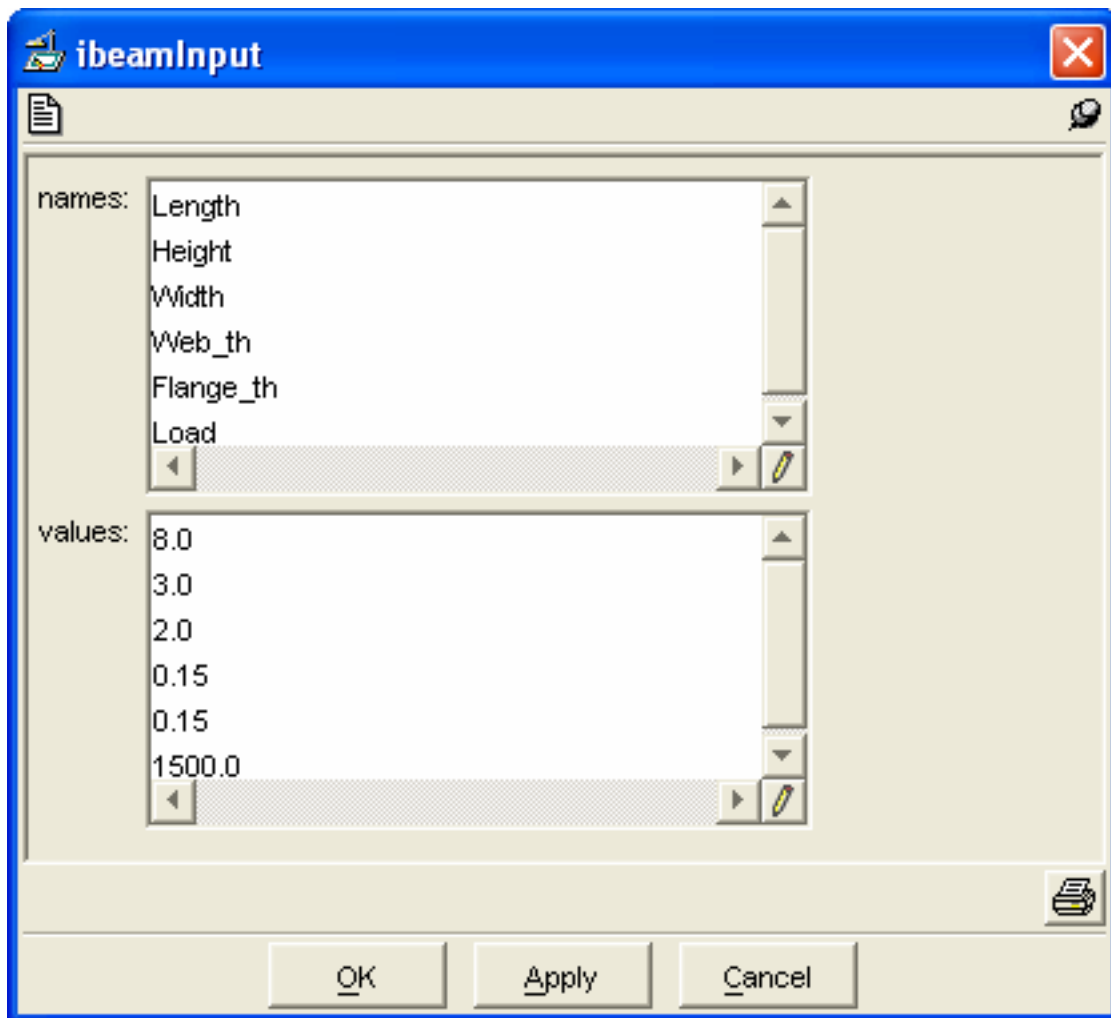 ibeamInput
names:
Length
Height
Width
Web_th
Flange_th
Load
values:
8.0
3.0
2.0
0.15
0.15
1500.0
OK
Apply
Cancel